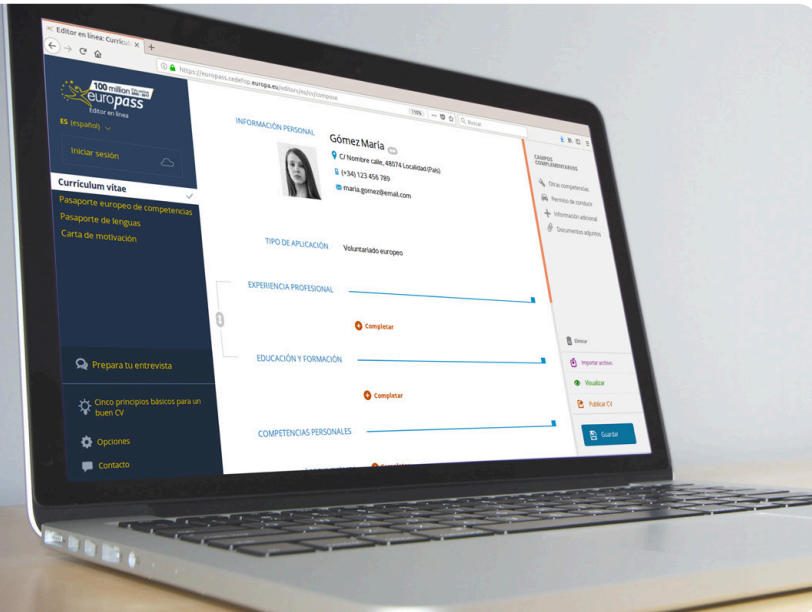 Editor en línea: Currícul
https://europass.cedefop.europa.eu/editors/es/cv/compose
Buscar
100 million
europass
Editor en línea
ES (español)
Iniciar sesión
Curriculum vitae
Pasaporte europeo de competencias
Pasaporte de lenguas
Carta de motivación
Prepara tu entrevista
Cinco principios básicos para un
buen CV
Opciones
Contacto
INFORMACIÓN PERSONAL
Gómez María
C/ Nombre calle, 48074 Localidad (País)
(+34) 123 456 789
maria.gomez@email.com
TIPO DE APLICACIÓN
Voluntariado europeo
EXPERIENCIA PROFESIONAL
Completar
EDUCACIÓN Y FORMACIÓN
Completar
COMPETENCIAS PERSONALES
CAMPOS
COMPLEMENTARIOS
Otras competencias
Permiso de conducir
Información adicional
Documentos adjuntos
Eliminar
Importar archivo
Visualizar
Publicar CV
Guardar